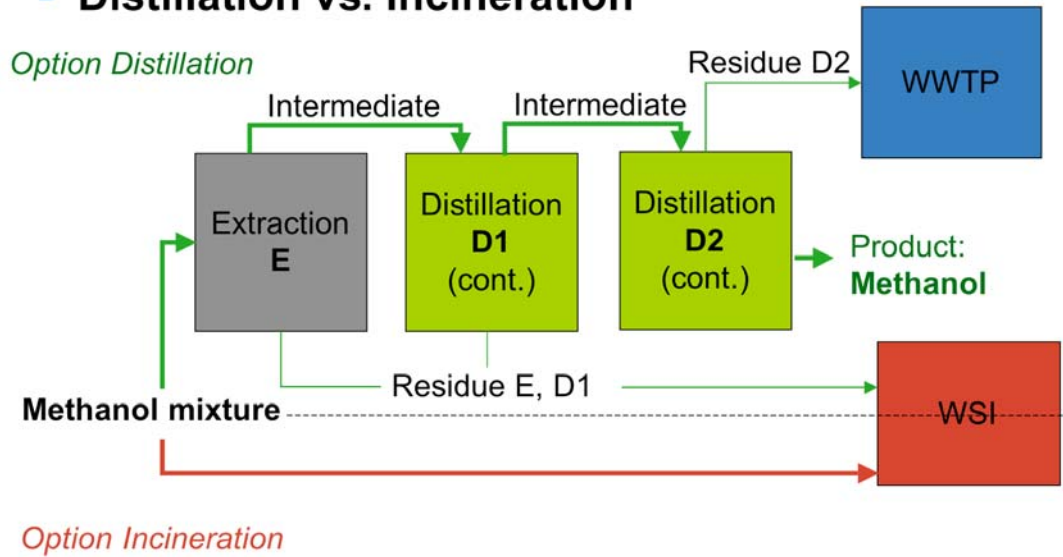 Distillation vs. Incineration
Option Distillation
Residue D2
WWTP
Intermediate
Intermediate
Extraction
E
Distillation
D1
(cont.)
Distillation
D2
(cont.)
Product:
Methanol
Residue E, D1
Methanol mixture
WSI
Option Incineration